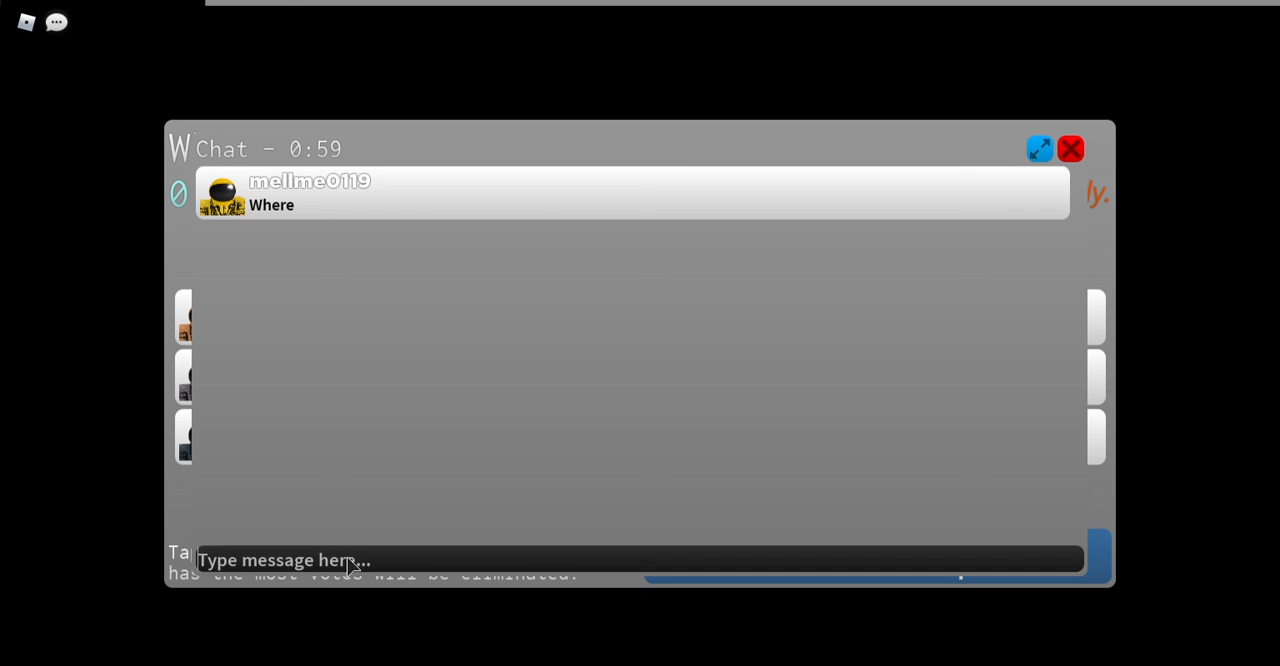 W Chat - 0:59
mellme0119
0 ly.
Where
Ta Type message here...
has the most votes will be eliminated.